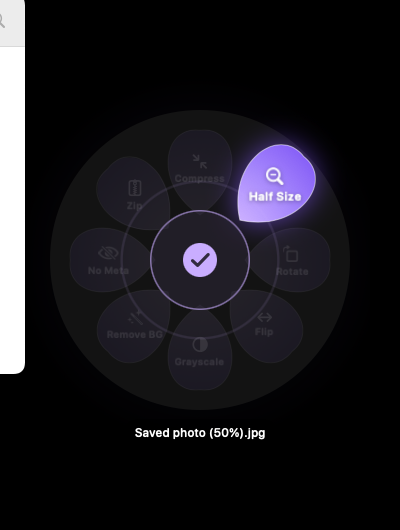 Compress
Half Size
Zip
No Meta
Rotate
Remove BG
Flip
Grayscale
Saved photo (50%).jpg